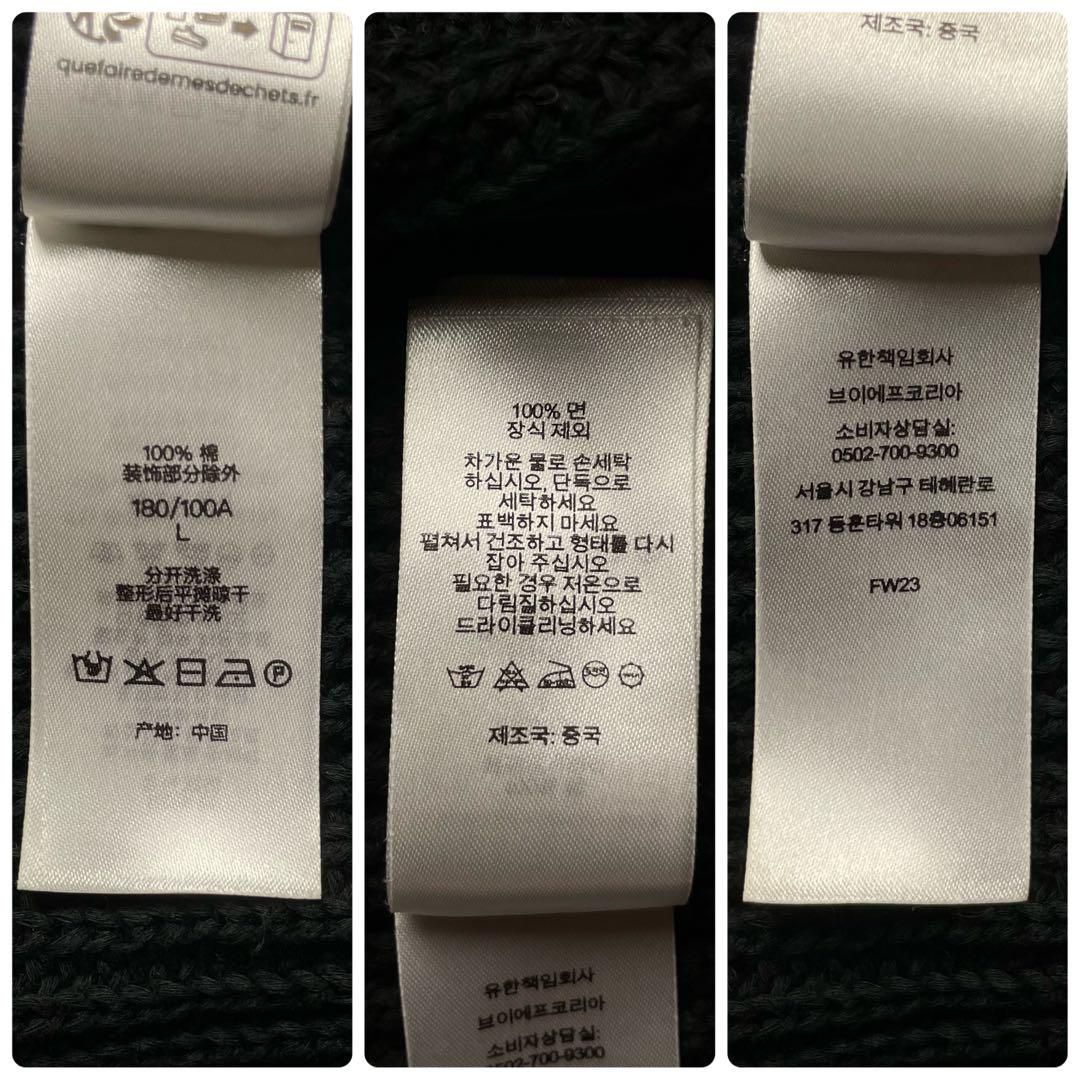 quefairedemesdechets.fr
100% 棉
装饰部分除外
180/100A
L
分开洗涤
整形后平摊晾干
最好干洗
P
产地: 中国
100% 면
장식 제외
차가운 물로 손세탁
하십시오, 단독으로
세탁하세요
표백하지 마세요
펼쳐서 건조하고 형태를 다시
잡아 주십시오
필요한 경우 저온으로
다림질하십시오
드라이클리닝하세요
제조국: 중국
유한책임회사
브이에프코리아
소비자상담실:
0502-700-9300
제조국: 중국
유한책임회사
브이에프코리아
소비자상담실:
0502-700-9300
서울시 강남구 테헤란로
317 동훈타워 18층06151
FW23